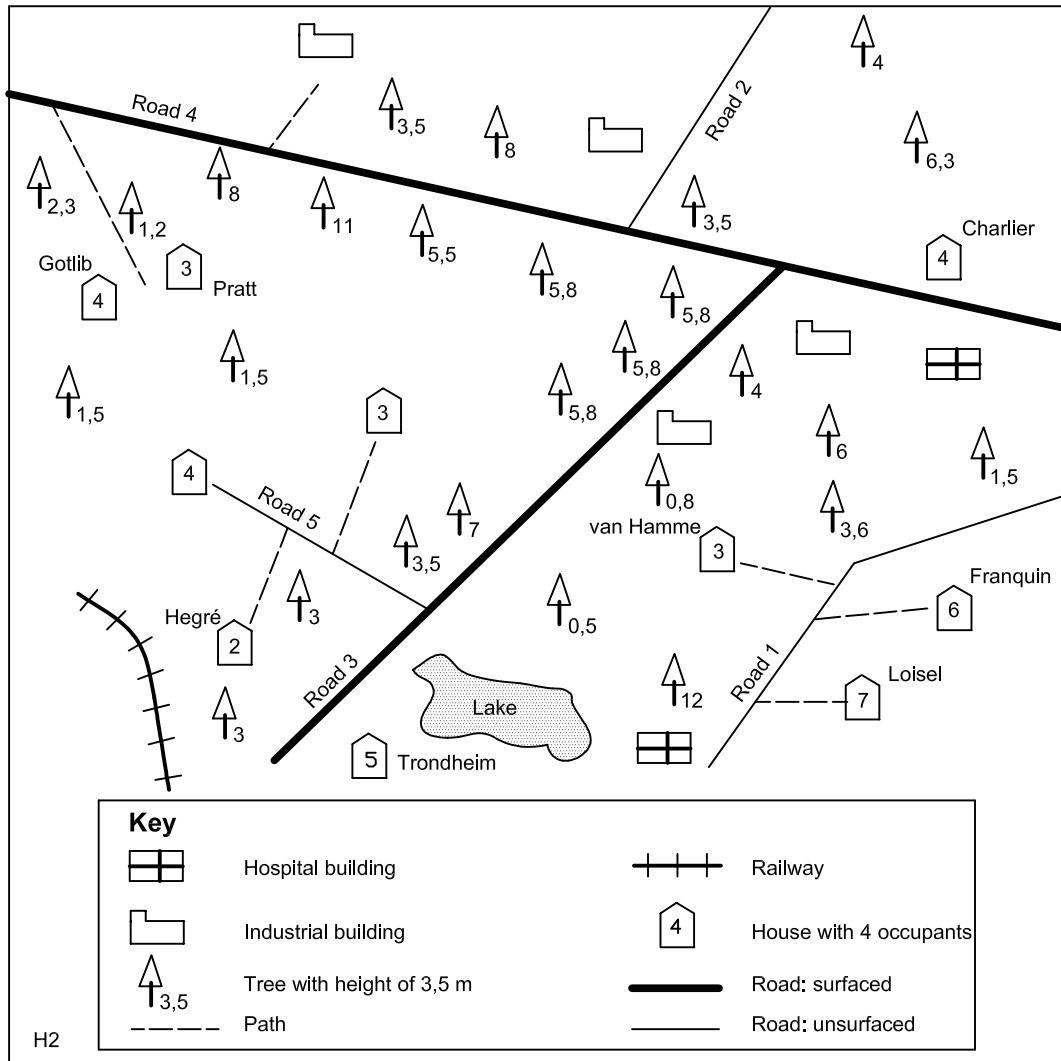 4
Road 4
Road 2
3,5
8
6,3
2,3
1,2
8
11
3,5
5,5
Charlier
4
Gotlib
4
3
Pratt
5,8
5,8
5,8
1,5
1,5
5,8
4
3
6
1,5
4
Road 5
7
0,8
3,6
3,5
van Hamme
3
Franquin
6
Hegré
2
3
0,5
Road 3
Road 1
Loisel
7
12
3
Lake
5
Trondheim
Key
Hospital building
Railway
Industrial building
4
House with 4 occupants
3,5
Tree with height of 3,5 m
Road: surfaced
Path
Road: unsurfaced
H2